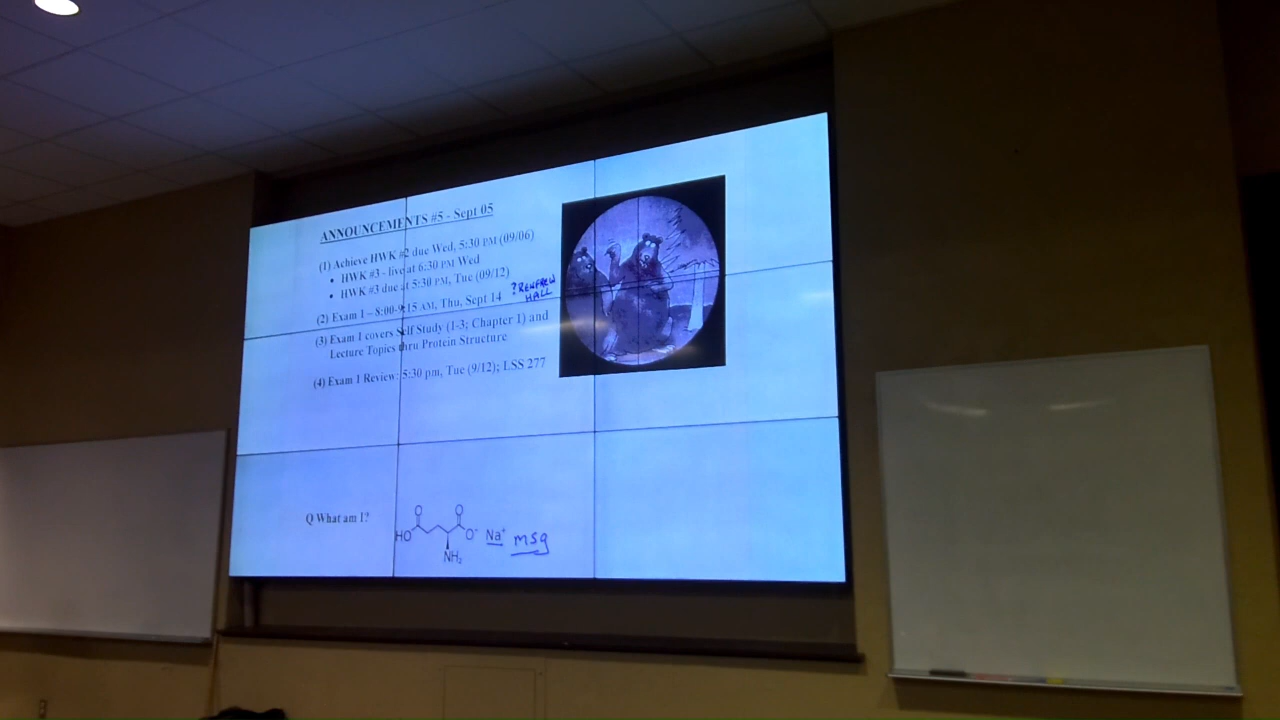 ANNOUNCEMENTS #5 - Sept 05
(1) Achieve HWK #2 due Wed, 5:30 PM (09/06)
• HWK #3 - live at 6:30 PM Wed
• HWK #3 due at 5:30 PM, Tue (09/12)
(2) Exam 1 – 8:00-9:15 AM, Thu, Sept 14 ?RENFREW
HALL
(3) Exam 1 covers Self Study (1-3; Chapter 1) and
Lecture Topics thru Protein Structure
(4) Exam 1 Review: 5:30 pm, Tue (9/12); LSS 277
Q What am I?
O O
HO O⁻ Na⁺ msg
NH₂